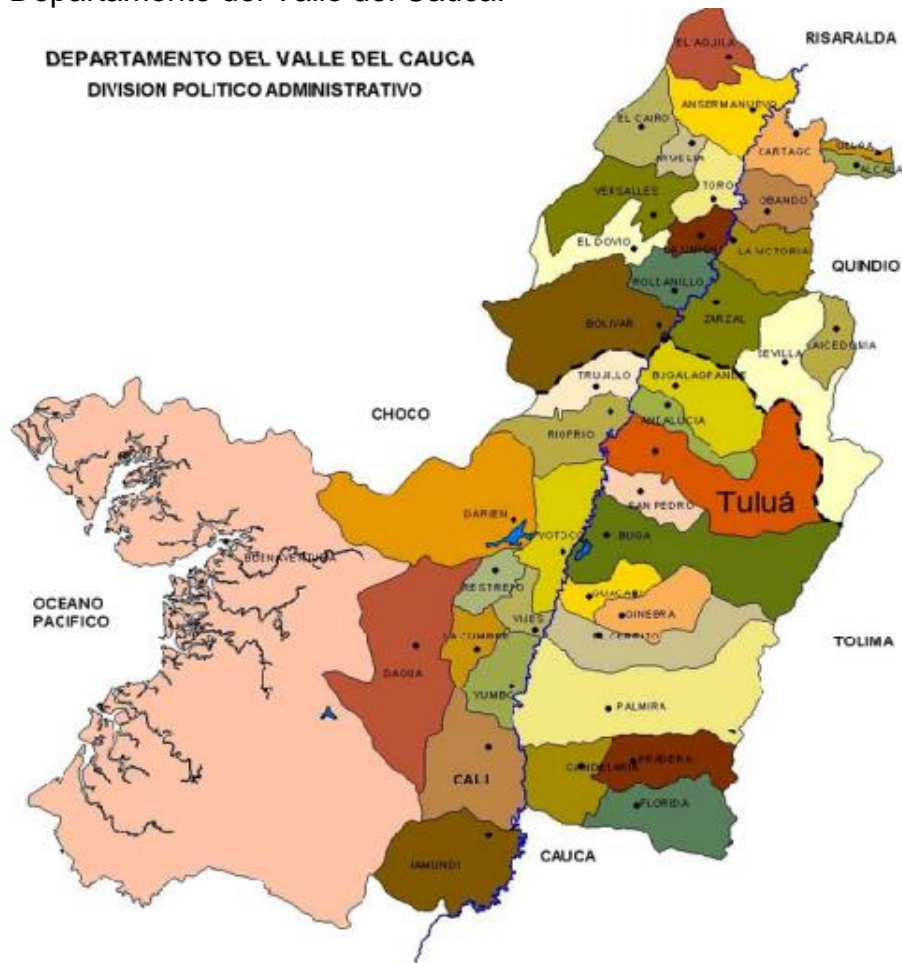 Departamento del Valle del Cauca.
DEPARTAMENTO DEL VALLE DEL CAUCA
DIVISION POLITICO ADMINISTRATIVO
RISARALDA
EL AGUILA
ANSERMANUEVO
EL CAIRO
ARGELIA
CARTAGO
ULLOA
ALCALA
VERSALLES
TORO
OBANDO
EL DOVIO
LA UNION
LA VICTORIA
QUINDIO
ROLDANILLO
BOLIVAR
ZARZAL
SEVILLA
CAICEDONIA
TRUJILLO
BUGALAGRANDE
CHOCO
ANDALUCIA
RIOFRIO
Tuluá
SAN PEDRO
DARIEN
YOTOCO
BUGA
BUENAVENTURA
RESTREPO
OCEANO
PACIFICO
GUACARI
GINEBRA
VIJES
EL CERRITO
TOLIMA
LA CUMBRE
DAGUA
YUMBO
PALMIRA
CALI
CANDELARIA
PRADERA
FLORIDA
CAUCA
JAMUNDI